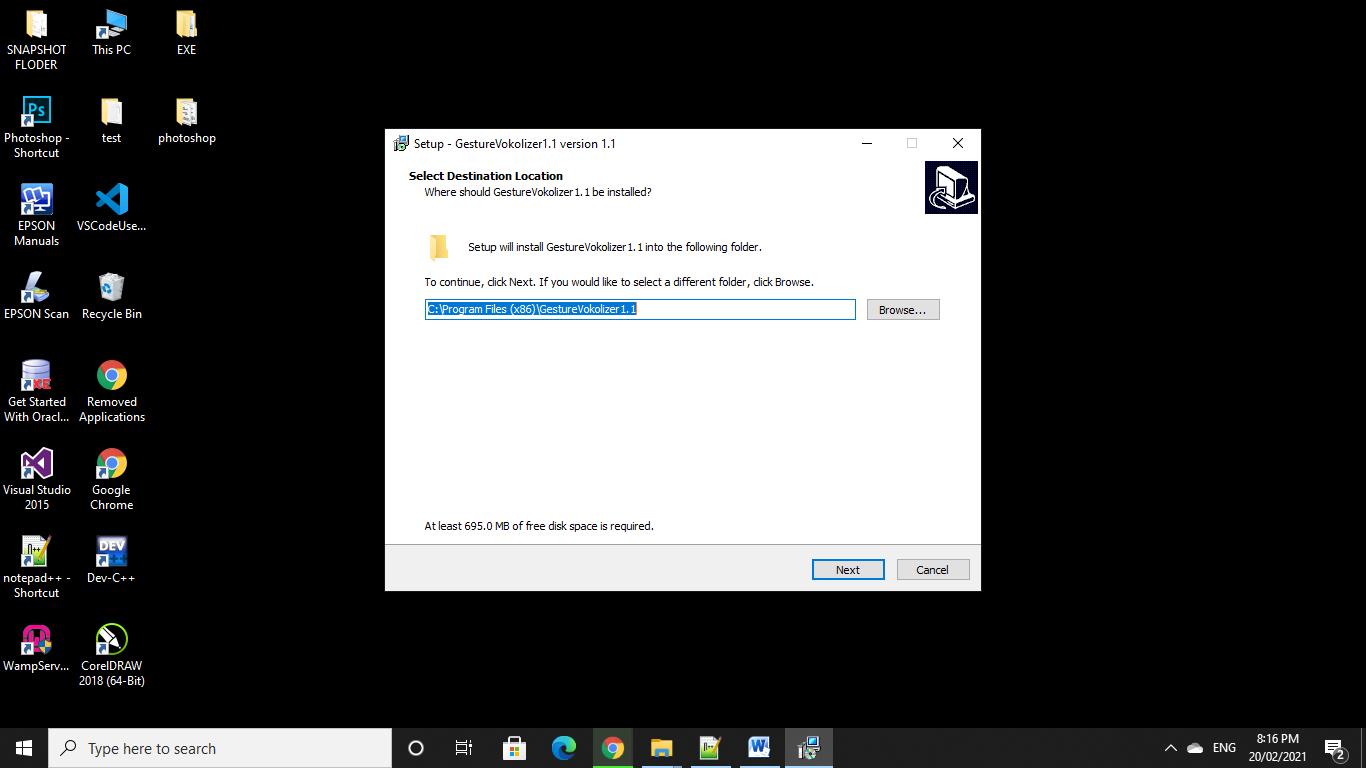 SNAPSHOT
FLODER
This PC
EXE
Ps
Photoshop -
Shortcut
test
photoshop
EPSON
Manuals
VSCodeUse...
EPSON Scan
Recycle Bin
XE
Get Started
With Oracl...
Removed
Applications
Visual Studio
2015
Google
Chrome
notepad++ -
Shortcut
DEV
Dev-C++
WampServ...
CorelDRAW
2018 (64-Bit)
Setup - GestureVokolizer1.1 version 1.1
Select Destination Location
Where should GestureVokolizer1.1 be installed?
Setup will install GestureVokolizer1.1 into the following folder.
To continue, click Next. If you would like to select a different folder, click Browse.
C:\Program Files (x86)\GestureVokolizer1.1
Browse...
At least 695.0 MB of free disk space is required.
Next
Cancel
Type here to search
W
ENG
8:16 PM
20/02/2021
2